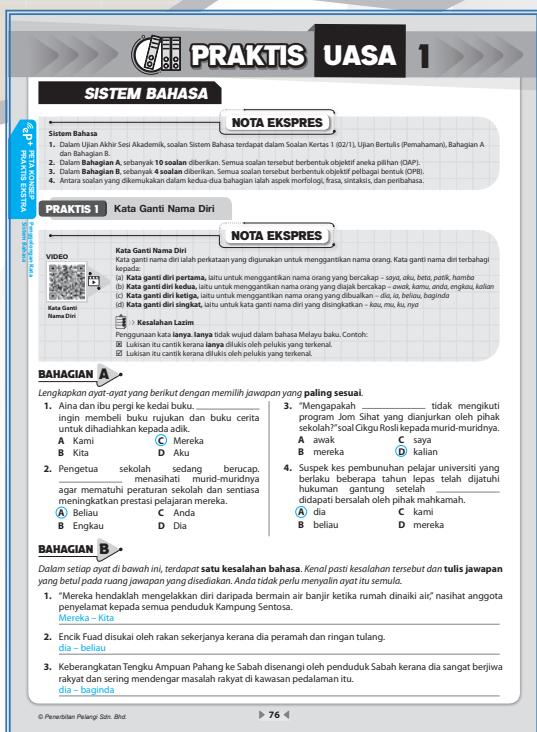 PRAKTIS UASA 1
SISTEM BAHASA
NOTA EKSPRES
Sistem Bahasa
1. Dalam Ujian Akhir Sesi Akademik, soalan Sistem Bahasa terdapat dalam Soalan Kertas 1 (02/1), Ujian Bertulis (Pemahaman), Bahagian A
dan Bahagian B.
2. Dalam Bahagian A, sebanyak 10 soalan diberikan. Semua soalan tersebut berbentuk objektif aneka pilihan (OAP).
3. Dalam Bahagian B, sebanyak 4 soalan diberikan. Semua soalan tersebut berbentuk objektif pelbagai bentuk (OPB).
4. Antara soalan yang dikemukakan dalam kedua-dua bahagian ialah aspek morfologi, frasa, sintaksis, dan peribahasa.
eP+
PETA KONSEP
PRAKTIS EKSTRA
Penggolongan Kata
Sistem Bahasa
PRAKTIS 1 Kata Ganti Nama Diri
NOTA EKSPRES
VIDEO
Kata Ganti
Nama Diri
Kata Ganti Nama Diri
Kata ganti nama diri ialah perkataan yang digunakan untuk menggantikan nama orang. Kata ganti nama diri terbahagi
kepada:
(a) Kata ganti diri pertama, iaitu untuk menggantikan nama orang yang bercakap – saya, aku, beta, patik, hamba
(b) Kata ganti diri kedua, iaitu untuk menggantikan nama orang yang diajak bercakap – awak, kamu, anda, engkau, kalian
(c) Kata ganti diri ketiga, iaitu untuk menggantikan nama orang yang dibualkan – dia, ia, beliau, baginda
(d) Kata ganti diri singkat, iaitu untuk kata ganti nama diri yang disingkatkan – kau, mu, ku, nya
Kesalahan Lazim
Penggunaan kata ianya. Ianya tidak wujud dalam bahasa Melayu baku. Contoh:
☒ Lukisan itu cantik kerana ianya dilukis oleh pelukis yang terkenal.
☑ Lukisan itu cantik kerana dilukis oleh pelukis yang terkenal.
BAHAGIAN A
Lengkapkan ayat-ayat yang berikut dengan memilih jawapan yang paling sesuai.
1. Aina dan ibu pergi ke kedai buku. ____________
ingin membeli buku rujukan dan buku cerita
untuk dihadiahkan kepada adik.
A Kami C Mereka
B Kita D Aku
2. Pengetua sekolah sedang berucap.
____________ menasihati murid-muridnya
agar mematuhi peraturan sekolah dan sentiasa
meningkatkan prestasi pelajaran mereka.
A Beliau C Anda
B Engkau D Dia
3. "Mengapakah ____________ tidak mengikuti
program Jom Sihat yang dianjurkan oleh pihak
sekolah?" soal Cikgu Rosli kepada murid-muridnya.
A awak C saya
B mereka D kalian
4. Suspek kes pembunuhan pelajar universiti yang
berlaku beberapa tahun lepas telah dijatuhi
hukuman gantung setelah ____________
didapati bersalah oleh pihak mahkamah.
A dia C kami
B beliau D mereka
BAHAGIAN B
Dalam setiap ayat di bawah ini, terdapat satu kesalahan bahasa. Kenal pasti kesalahan tersebut dan tulis jawapan
yang betul pada ruang jawapan yang disediakan. Anda tidak perlu menyalin ayat itu semula.
1. "Mereka hendaklah mengelakkan diri daripada bermain air banjir ketika rumah dinaiki air," nasihat anggota
penyelamat kepada semua penduduk Kampung Sentosa.
Mereka – Kita
2. Encik Fuad disukai oleh rakan sekerjanya kerana dia peramah dan ringan tulang.
dia – beliau
3. Keberangkatan Tengku Ampuan Pahang ke Sabah disenangi oleh penduduk Sabah kerana dia sangat berjiwa
rakyat dan sering mendengar masalah rakyat di kawasan pedalaman itu.
dia – baginda
© Penerbitan Pelangi Sdn. Bhd.
76